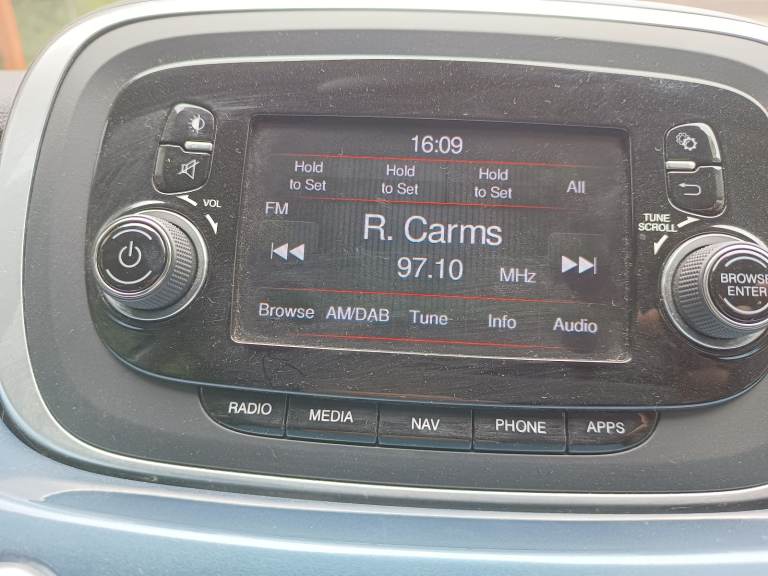 16:09
Hold to Set
Hold to Set
Hold to Set
All
FM
R. Carms
97.10 MHz
Browse AM/DAB Tune Info Audio
VOL
TUNE
SCROLL
BROWSE
ENTER
RADIO MEDIA NAV PHONE APPS